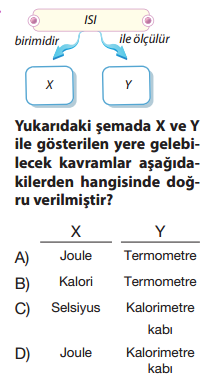 ISI
birimidir ile ölçülür
X Y
Yukarıdaki şemada X ve Y
ile gösterilen yere gelebi-
lecek kavramlar aşağıda-
kilerden hangisinde doğ-
ru verilmiştir?
X Y
A) Joule Termometre
B) Kalori Termometre
C) Selsiyus Kalorimetre
kabı
D) Joule Kalorimetre
kabı